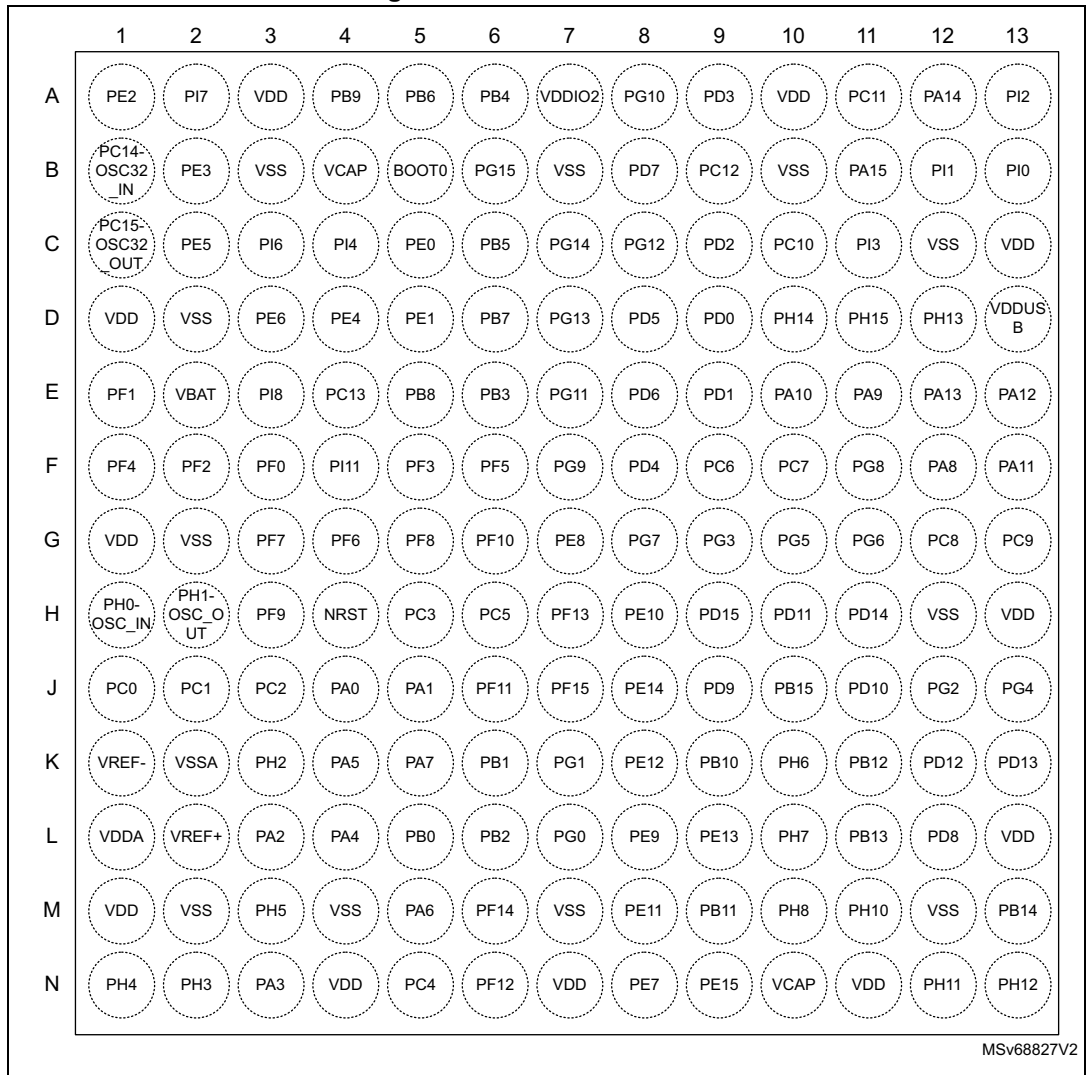 1 2 3 4 5 6 7 8 9 10 11 12 13
A PE2 PI7 VDD PB9 PB6 PB4 VDDIO2 PG10 PD3 VDD PC11 PA14 PI2
B PC14-OSC32_IN PE3 VSS VCAP BOOT0 PG15 VSS PD7 PC12 VSS PA15 PI1 PI0
C PC15-OSC32_OUT PE5 PI6 PI4 PE0 PB5 PG14 PG12 PD2 PC10 PI3 VSS VDD
D VDD VSS PE6 PE4 PE1 PB7 PG13 PD5 PD0 PH14 PH15 PH13 VDDUSB
E PF1 VBAT PI8 PC13 PB8 PB3 PG11 PD6 PD1 PA10 PA9 PA13 PA12
F PF4 PF2 PF0 PI11 PF3 PF5 PG9 PD4 PC6 PC7 PG8 PA8 PA11
G VDD VSS PF7 PF6 PF8 PF10 PE8 PG7 PG3 PG5 PG6 PC8 PC9
H PH0-OSC_IN PH1-OSC_OUT PF9 NRST PC3 PC5 PF13 PE10 PD15 PD11 PD14 VSS VDD
J PC0 PC1 PC2 PA0 PA1 PF11 PF15 PE14 PD9 PB15 PD10 PG2 PG4
K VREF- VSSA PH2 PA5 PA7 PB1 PG1 PE12 PB10 PH6 PB12 PD12 PD13
L VDDA VREF+ PA2 PA4 PB0 PB2 PG0 PE9 PE13 PH7 PB13 PD8 VDD
M VDD VSS PH5 VSS PA6 PF14 VSS PE11 PB11 PH8 PH10 VSS PB14
N PH4 PH3 PA3 VDD PC4 PF12 VDD PE7 PE15 VCAP VDD PH11 PH12
MSv68827V2